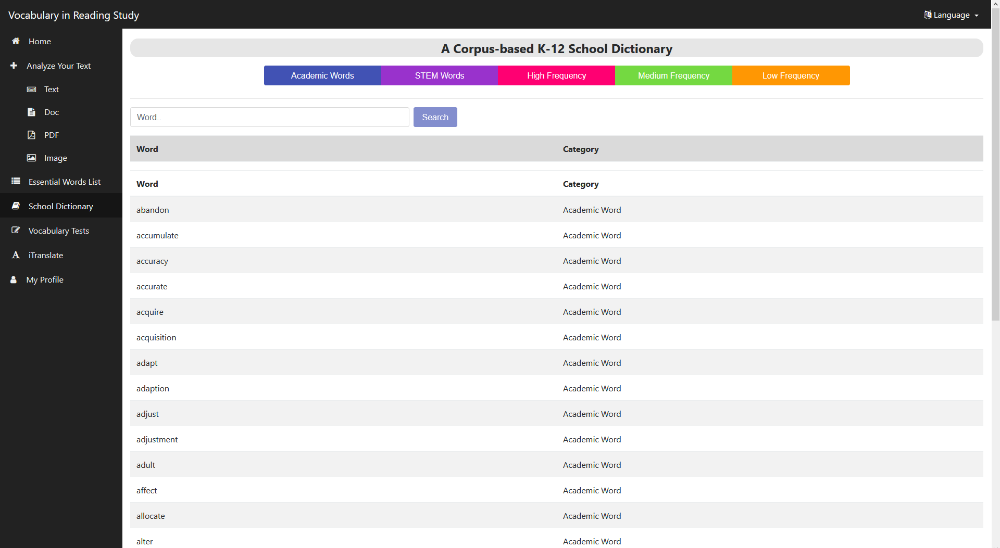 Vocabulary in Reading Study
Language
Home
Analyze Your Text
Text
Doc
PDF
Image
Essential Words List
School Dictionary
Vocabulary Tests
iTranslate
My Profile
A Corpus-based K-12 School Dictionary
Academic Words STEM Words High Frequency Medium Frequency Low Frequency
Word.. Search
Word Category
Word Category
abandon Academic Word
accumulate Academic Word
accuracy Academic Word
accurate Academic Word
acquire Academic Word
acquisition Academic Word
adapt Academic Word
adaption Academic Word
adjust Academic Word
adjustment Academic Word
adult Academic Word
affect Academic Word
allocate Academic Word
alter Academic Word